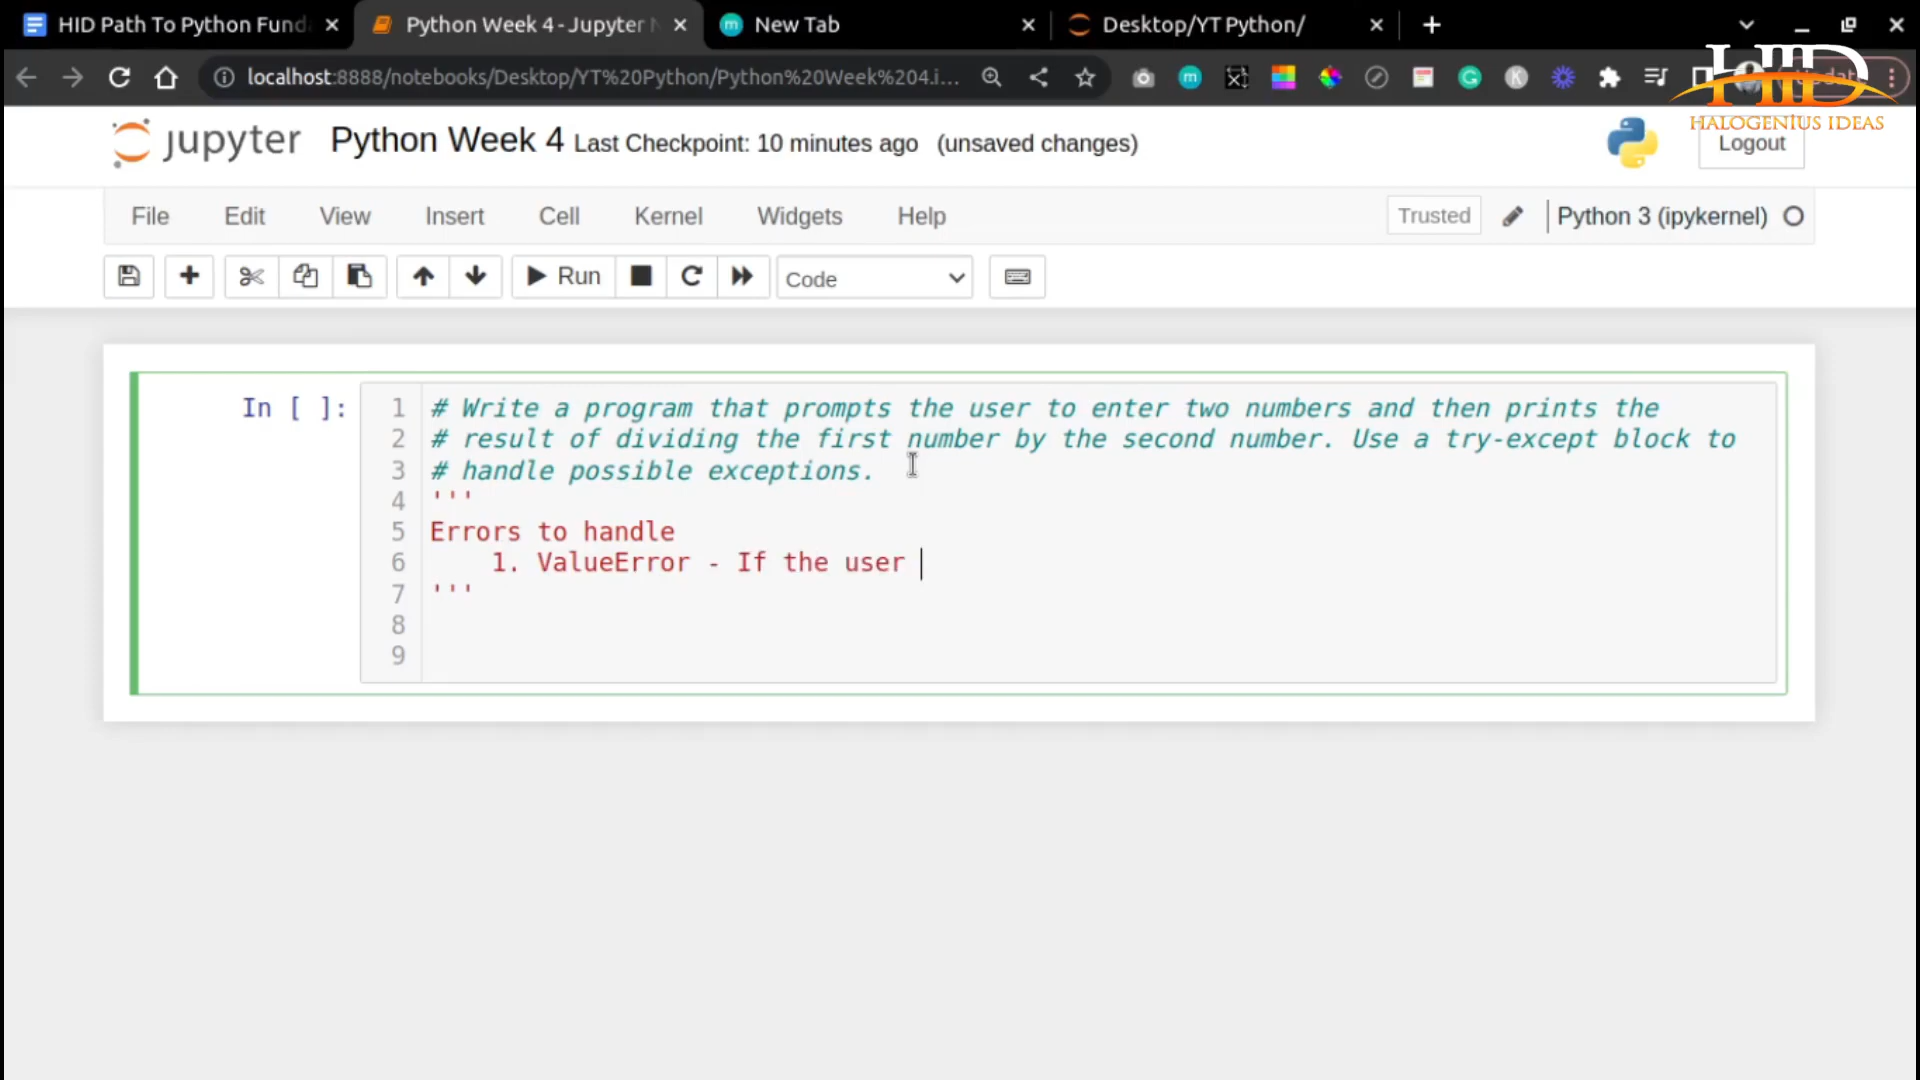 HID Path To Python Fund
Python Week 4 - Jupyter N
New Tab
Desktop/YT Python/
localhost:8888/notebooks/Desktop/YT%20Python/Python%20Week%204.i...
HID
HALOGENIUS IDEAS
jupyter
Python Week 4 Last Checkpoint: 10 minutes ago (unsaved changes)
Logout
File Edit View Insert Cell Kernel Widgets Help
Trusted
Python 3 (ipykernel)
Run
Code
In [ ]:
1 # Write a program that prompts the user to enter two numbers and then prints the
2 # result of dividing the first number by the second number. Use a try-except block to
3 # handle possible exceptions.
4 '''
5 Errors to handle
6 1. ValueError - If the user
7 '''
8
9